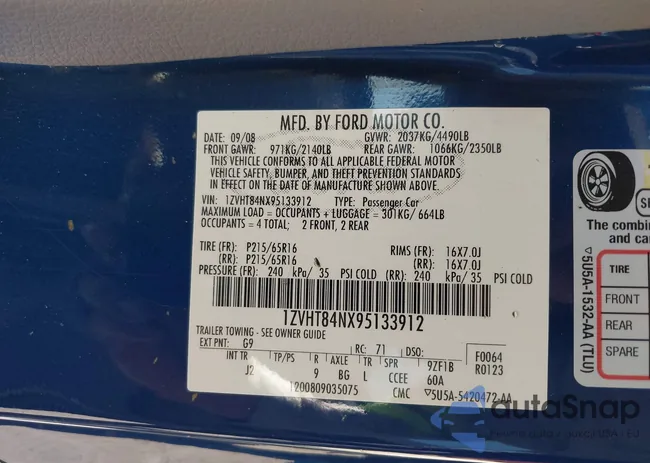 MFD. BY FORD MOTOR CO.
DATE: 09/08 GVWR: 2037KG/4490LB
FRONT GAWR: 971KG/2140LB REAR GAWR: 1066KG/2350LB
THIS VEHICLE CONFORMS TO ALL APPLICABLE FEDERAL MOTOR
VEHICLE SAFETY, BUMPER, AND THEFT PREVENTION STANDARDS
IN EFFECT ON THE DATE OF MANUFACTURE SHOWN ABOVE.
VIN: 1ZVHT84NX95133912 TYPE: Passenger Car
MAXIMUM LOAD = OCCUPANTS + LUGGAGE = 301KG/ 664LB
OCCUPANTS = 4 TOTAL; 2 FRONT, 2 REAR
TIRE (FR): P215/65R16 RIMS (FR): 16X7.0J
(RR): P215/65R16 (RR): 16X7.0J
PRESSURE (FR): 240 kPa/ 35 PSI COLD (RR): 240 kPa/ 35 PSI COLD
1ZVHT84NX95133912
TRAILER TOWING - SEE OWNER GUIDE
EXT PNT: G9 RC: 71 DSO: F0064
INT TR TP/PS R AXLE TR SPR 9ZF1B R0123
J2 9 BG L CCEE 60A
1200809035075 CMC ▽5U5A-5420472-AA
The combin
and ca
TIRE
FRONT
REAR
SPARE
▽5U5A-1532-AA (TLU)
autoSnap